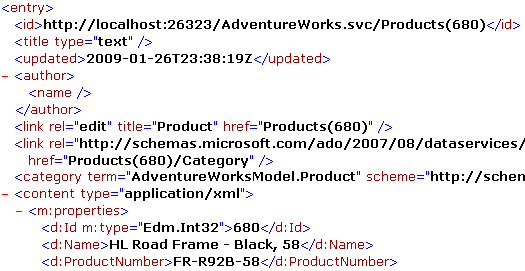 <entry>
<id>http://localhost:26323/AdventureWorks.svc/Products(680)</id>
<title type="text" />
<updated>2009-01-26T23:38:19Z</updated>
- <author>
<name />
</author>
<link rel="edit" title="Product" href="Products(680)" />
<link rel="http://schemas.microsoft.com/ado/2007/08/dataservices/
href="Products(680)/Category" />
<category term="AdventureWorksModel.Product" scheme="http://schen
- <content type="application/xml">
- <m:properties>
<d:Id m:type="Edm.Int32">680</d:Id>
<d:Name>HL Road Frame - Black, 58</d:Name>
<d:ProductNumber>FR-R92B-58</d:ProductNumber>